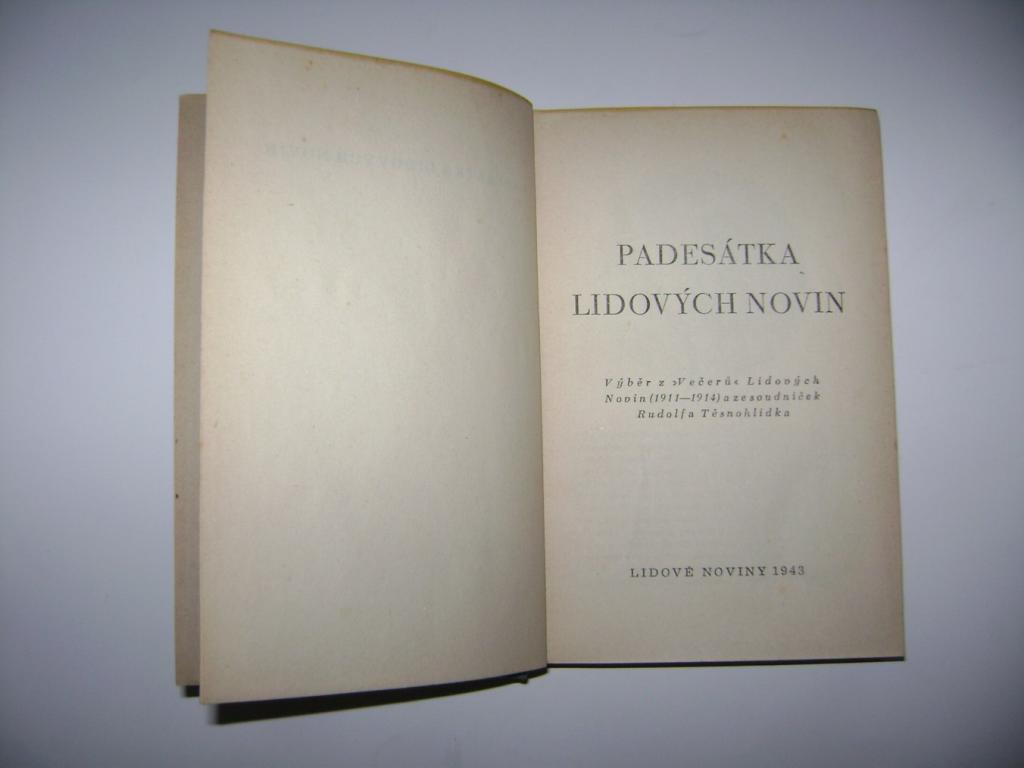 PADESÁTKA
LIDOVÝCH NOVIN
Výběr z »Večerů« Lidových
Novin (1911—1914) a ze soudniček
Rudolfa Těsnohlídka
LIDOVÉ NOVINY 1943